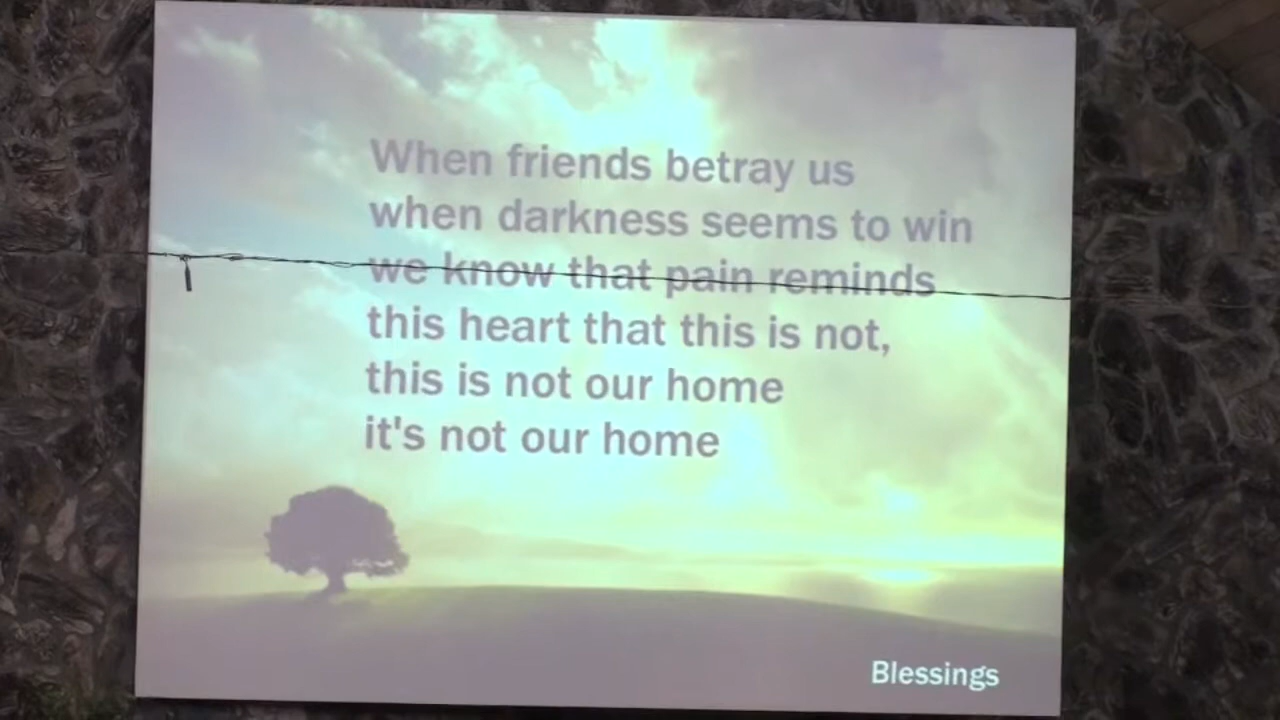 When friends betray us
when darkness seems to win
we know that pain reminds
this heart that this is not,
this is not our home
it's not our home
Blessings